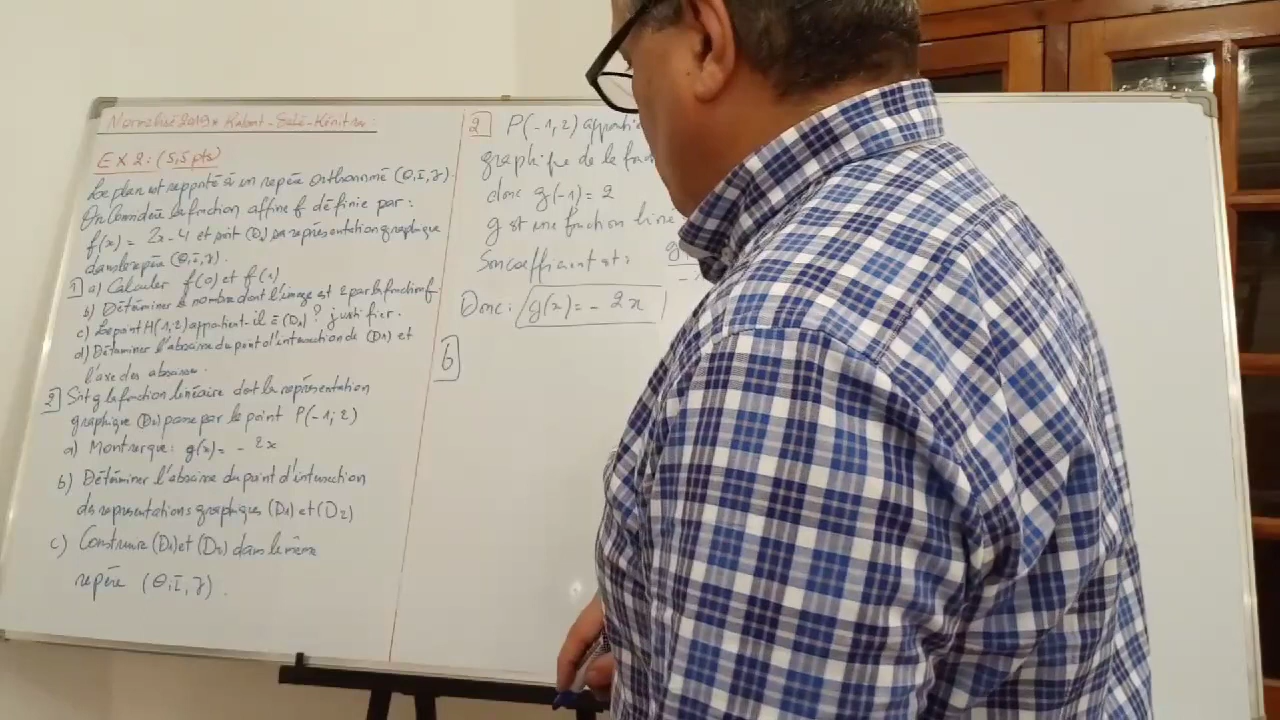 Normalisé 2019* Rabat-Salé-Kénitra:
EX2: (5,5 pts)
Le plan est rapporté à un repère orthonormé (O,I,J).
On considère la fonction affine f définie par:
f(x) = 2x-4 et soit (D1) sa représentation graphique
dans le repère (O,I,J).
1 a) Calculer f(0) et f(1)
b) Déterminer le nombre dont l'image est 2 par la fonction f.
c) Le point H(1,2) appartient-il à (D1)? justifier.
d) Déterminer l'abscisse du point d'intersection de (D1) et
l'axe des abscisses.
2 Soit g la fonction linéaire dont la représentation
graphique (D2) passe par le point P(-1;2)
a) Montrer que: g(x) = -2x
b) Déterminer l'abscisse du point d'intersection
des représentations graphiques (D1) et (D2)
c) Construire (D1) et (D2) dans le même
repère (O,I,J).
2 P(-1,2)
graphique de la
donc g(-1)=2
g est une fonction
Son coefficient est:
Donc: g(x) = -2x
b